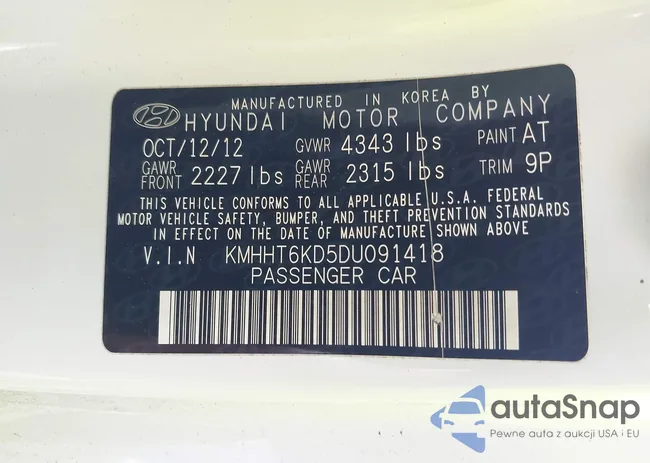 MANUFACTURED IN KOREA BY
HYUNDAI MOTOR COMPANY
OCT/12/12 GVWR 4343 lbs PAINT AT
GAWR FRONT 2227 lbs GAWR REAR 2315 lbs TRIM 9P
THIS VEHICLE CONFORMS TO ALL APPLICABLE U.S.A. FEDERAL
MOTOR VEHICLE SAFETY, BUMPER, AND THEFT PREVENTION STANDARDS
IN EFFECT ON THE DATE OF MANUFACTURE SHOWN ABOVE.
V.I.N KMHHT6KD5DU091418
PASSENGER CAR
autaSnap
Pewne auta z aukcji USA i EU